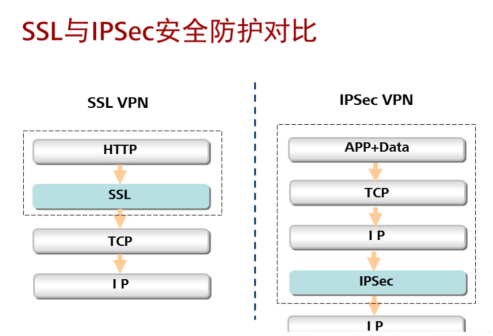 SSL与IPSec安全防护对比
SSL VPN
HTTP
SSL
TCP
I P
IPSec VPN
APP+Data
TCP
I P
IPSec
I P